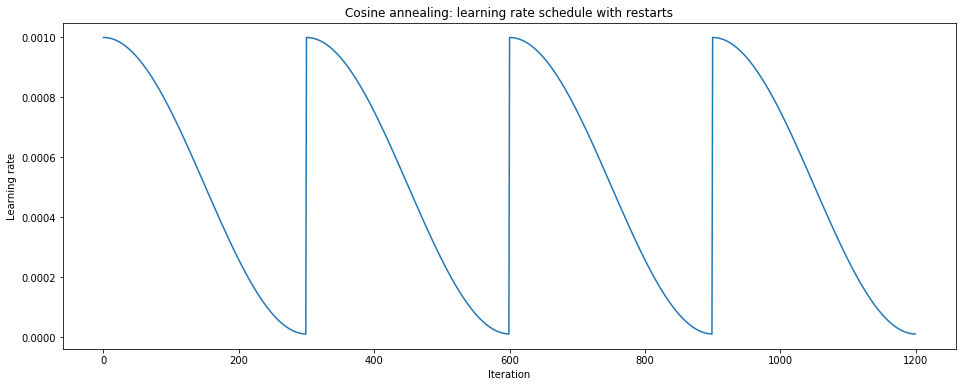 Cosine annealing: learning rate schedule with restarts
Learning rate
0.0010
0.0008
0.0006
0.0004
0.0002
0.0000
0 200 400 600 800 1000 1200
Iteration